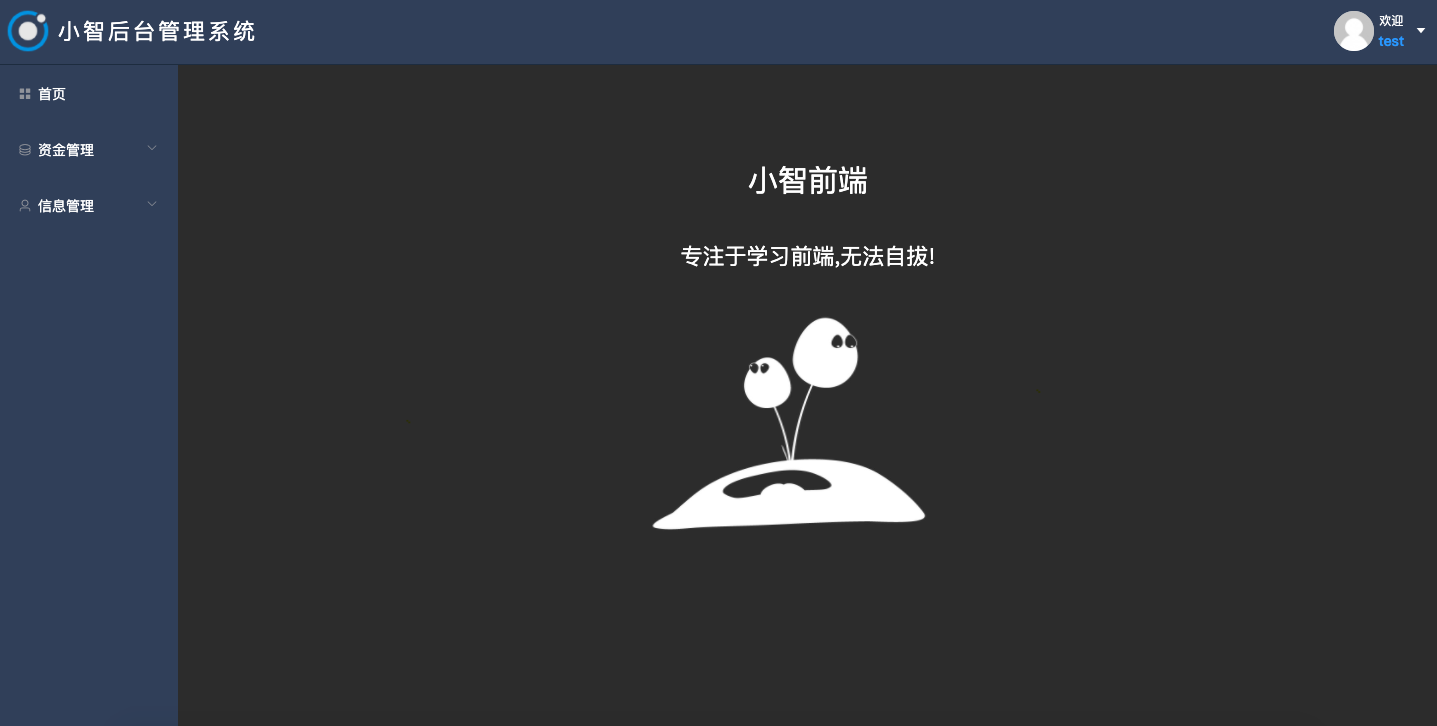 小智后台管理系统
欢迎
test
首页
资金管理
信息管理
小智前端
专注于学习前端,无法自拔!